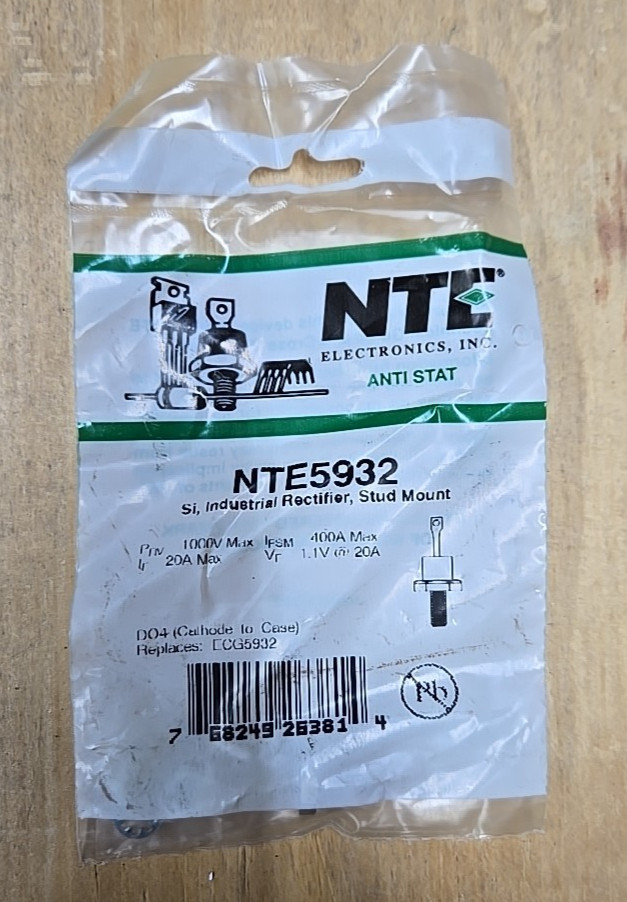 NTE®
ELECTRONICS, INC.
ANTI STAT
NTE5932
Si, Industrial Rectifier, Stud Mount
PRV 1000V Max IFSM 400A Max
IF 20A Max VF 1.1V @ 20A
DO4 (Cathode to Case)
Replaces: ECG5932
Pb
7 68249 26381 4